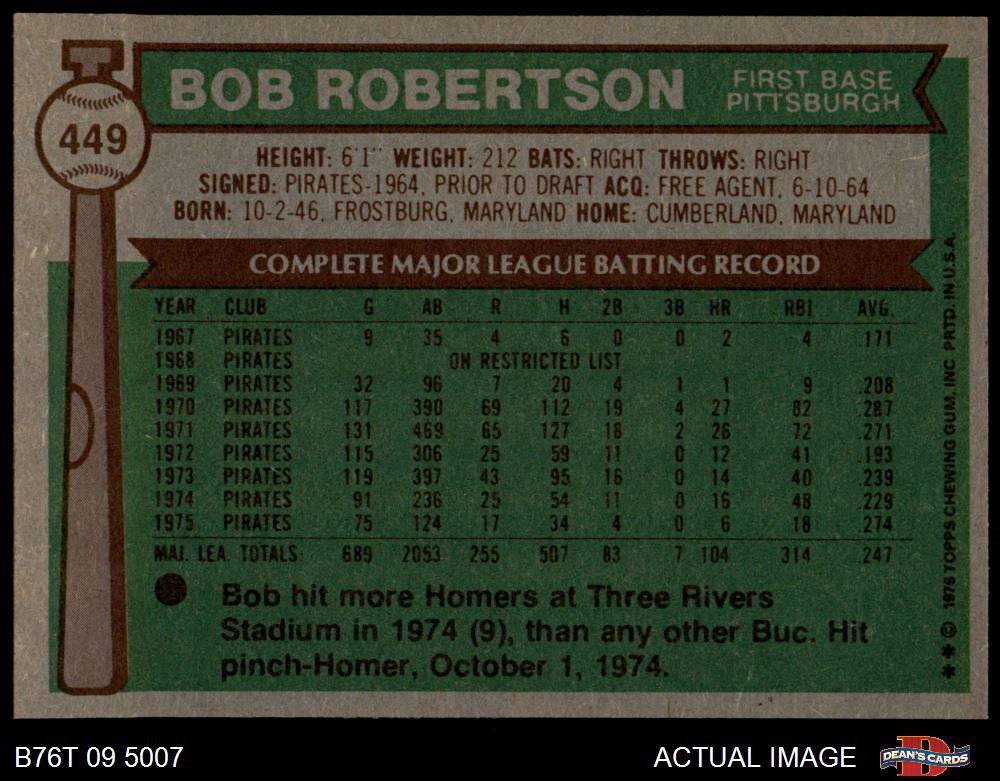 449
BOB ROBERTSON
FIRST BASE
PITTSBURGH
HEIGHT: 6'1" WEIGHT: 212 BATS: RIGHT THROWS: RIGHT
SIGNED: PIRATES-1964, PRIOR TO DRAFT ACQ: FREE AGENT, 6-10-64
BORN: 10-2-46, FROSTBURG, MARYLAND HOME: CUMBERLAND, MARYLAND
COMPLETE MAJOR LEAGUE BATTING RECORD
YEAR CLUB G AB R H 2B 3B HR RBI AVG.
1967 PIRATES 9 35 4 6 0 0 2 4 .171
1968 PIRATES ON RESTRICTED LIST
1969 PIRATES 32 96 7 20 4 1 1 9 .208
1970 PIRATES 117 390 69 112 19 4 27 82 .287
1971 PIRATES 131 469 65 127 18 2 26 72 .271
1972 PIRATES 115 306 25 59 11 0 12 41 .193
1973 PIRATES 119 397 43 95 16 0 14 40 .239
1974 PIRATES 91 236 25 54 11 0 16 48 .229
1975 PIRATES 75 124 17 34 4 0 6 18 .274
MAJ. LEA. TOTALS: 689 2053 255 507 83 7 104 314 .247
Bob hit more Homers at Three Rivers
Stadium in 1974 (9), than any other Buc. Hit
pinch-Homer, October 1, 1974.
** © 1976 TOPPS CHEWING GUM, INC PRTD. IN U.S.A.
B76T 09 5007
ACTUAL IMAGE
DEAN'S CARDS